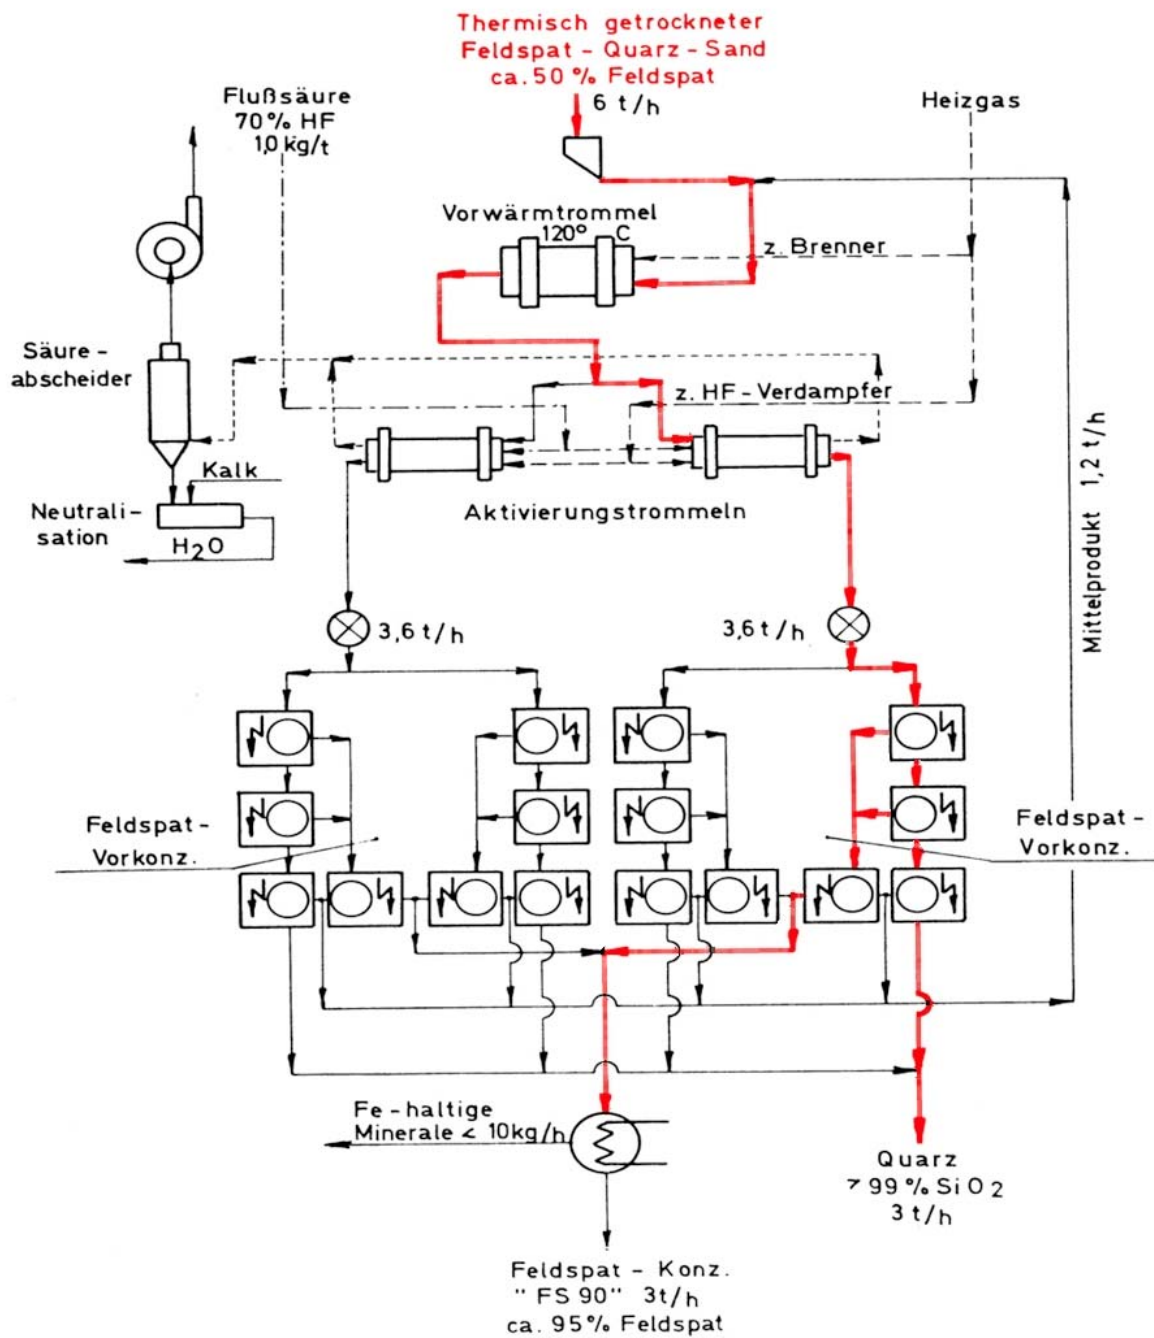 Thermisch getrockneter
Feldspat - Quarz - Sand
ca. 50 % Feldspat
6 t/h
Flußsäure
70% HF
1,0 kg/t
Heizgas
Vorwärmtrommel
120° C
z. Brenner
Säure-
abscheider
z. HF - Verdampfer
Kalk
Neutrali-
sation
H2O
Aktivierungstrommeln
Mittelprodukt 1,2 t/h
3,6 t/h
3,6 t/h
Feldspat-
Vorkonz.
Feldspat-
Vorkonz.
Fe-haltige
Minerale < 10kg/h
Quarz
> 99 % SiO2
3 t/h
Feldspat - Konz.
" FS 90" 3t/h
ca. 95% Feldspat